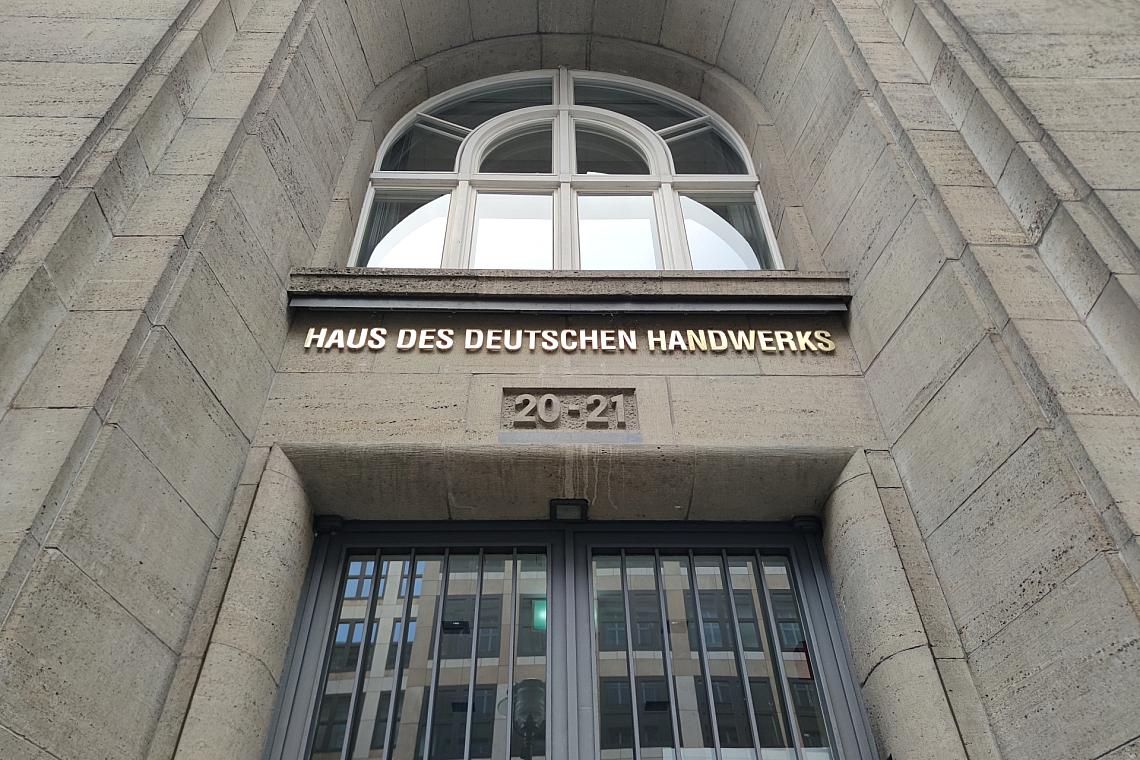 HAUS DES DEUTSCHEN HANDWERKS
20-21